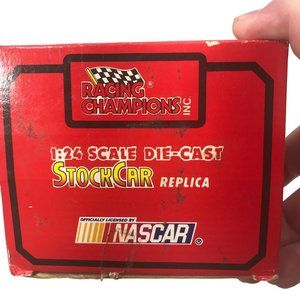 RACING
CHAMPIONS
INC
1:24 SCALE DIE-CAST
STOCKCAR REPLICA
OFFICIALLY LICENSED BY
NASCAR